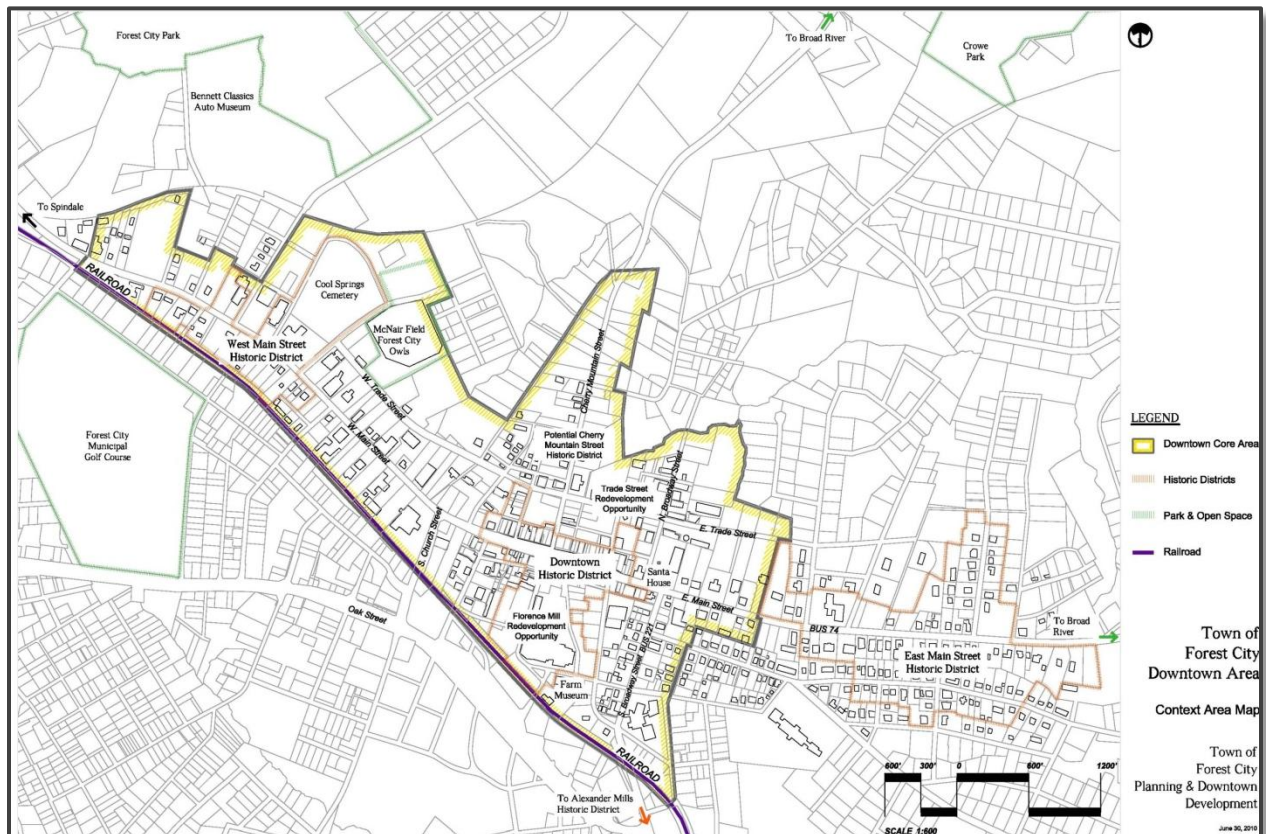 Forest City Park
Bennett Classics
Auto Museum
To Broad River
Crowe
Park
To Spindale
RAILROAD
Cool Springs
Cemetery
McNair Field
Forest City
Owls
West Main Street
Historic District
W. Trade Street
W. Main Street
Cherry Mountain Street
Potential Cherry
Mountain Street
Historic District
Forest City
Municipal
Golf Course
Trade Street
Redevelopment
Opportunity
N. Broadway Street
E. Trade Street
S. Church Street
Downtown
Historic District
Santa
House
E. Main Street
Oak Street
Florence Mill
Redevelopment
Opportunity
BUS 74
To Broad
River
East Main Street
Historic District
S. Broadway Street BUS 221
Farm
Museum
RAILROAD
To Alexander Mills
Historic District
LEGEND
Downtown Core Area
Historic Districts
Park & Open Space
Railroad
Town of
Forest City
Downtown Area
Context Area Map
Town of
Forest City
Planning & Downtown
Development
June 30, 2010
600' 300' 0 600' 1200'
SCALE 1:600